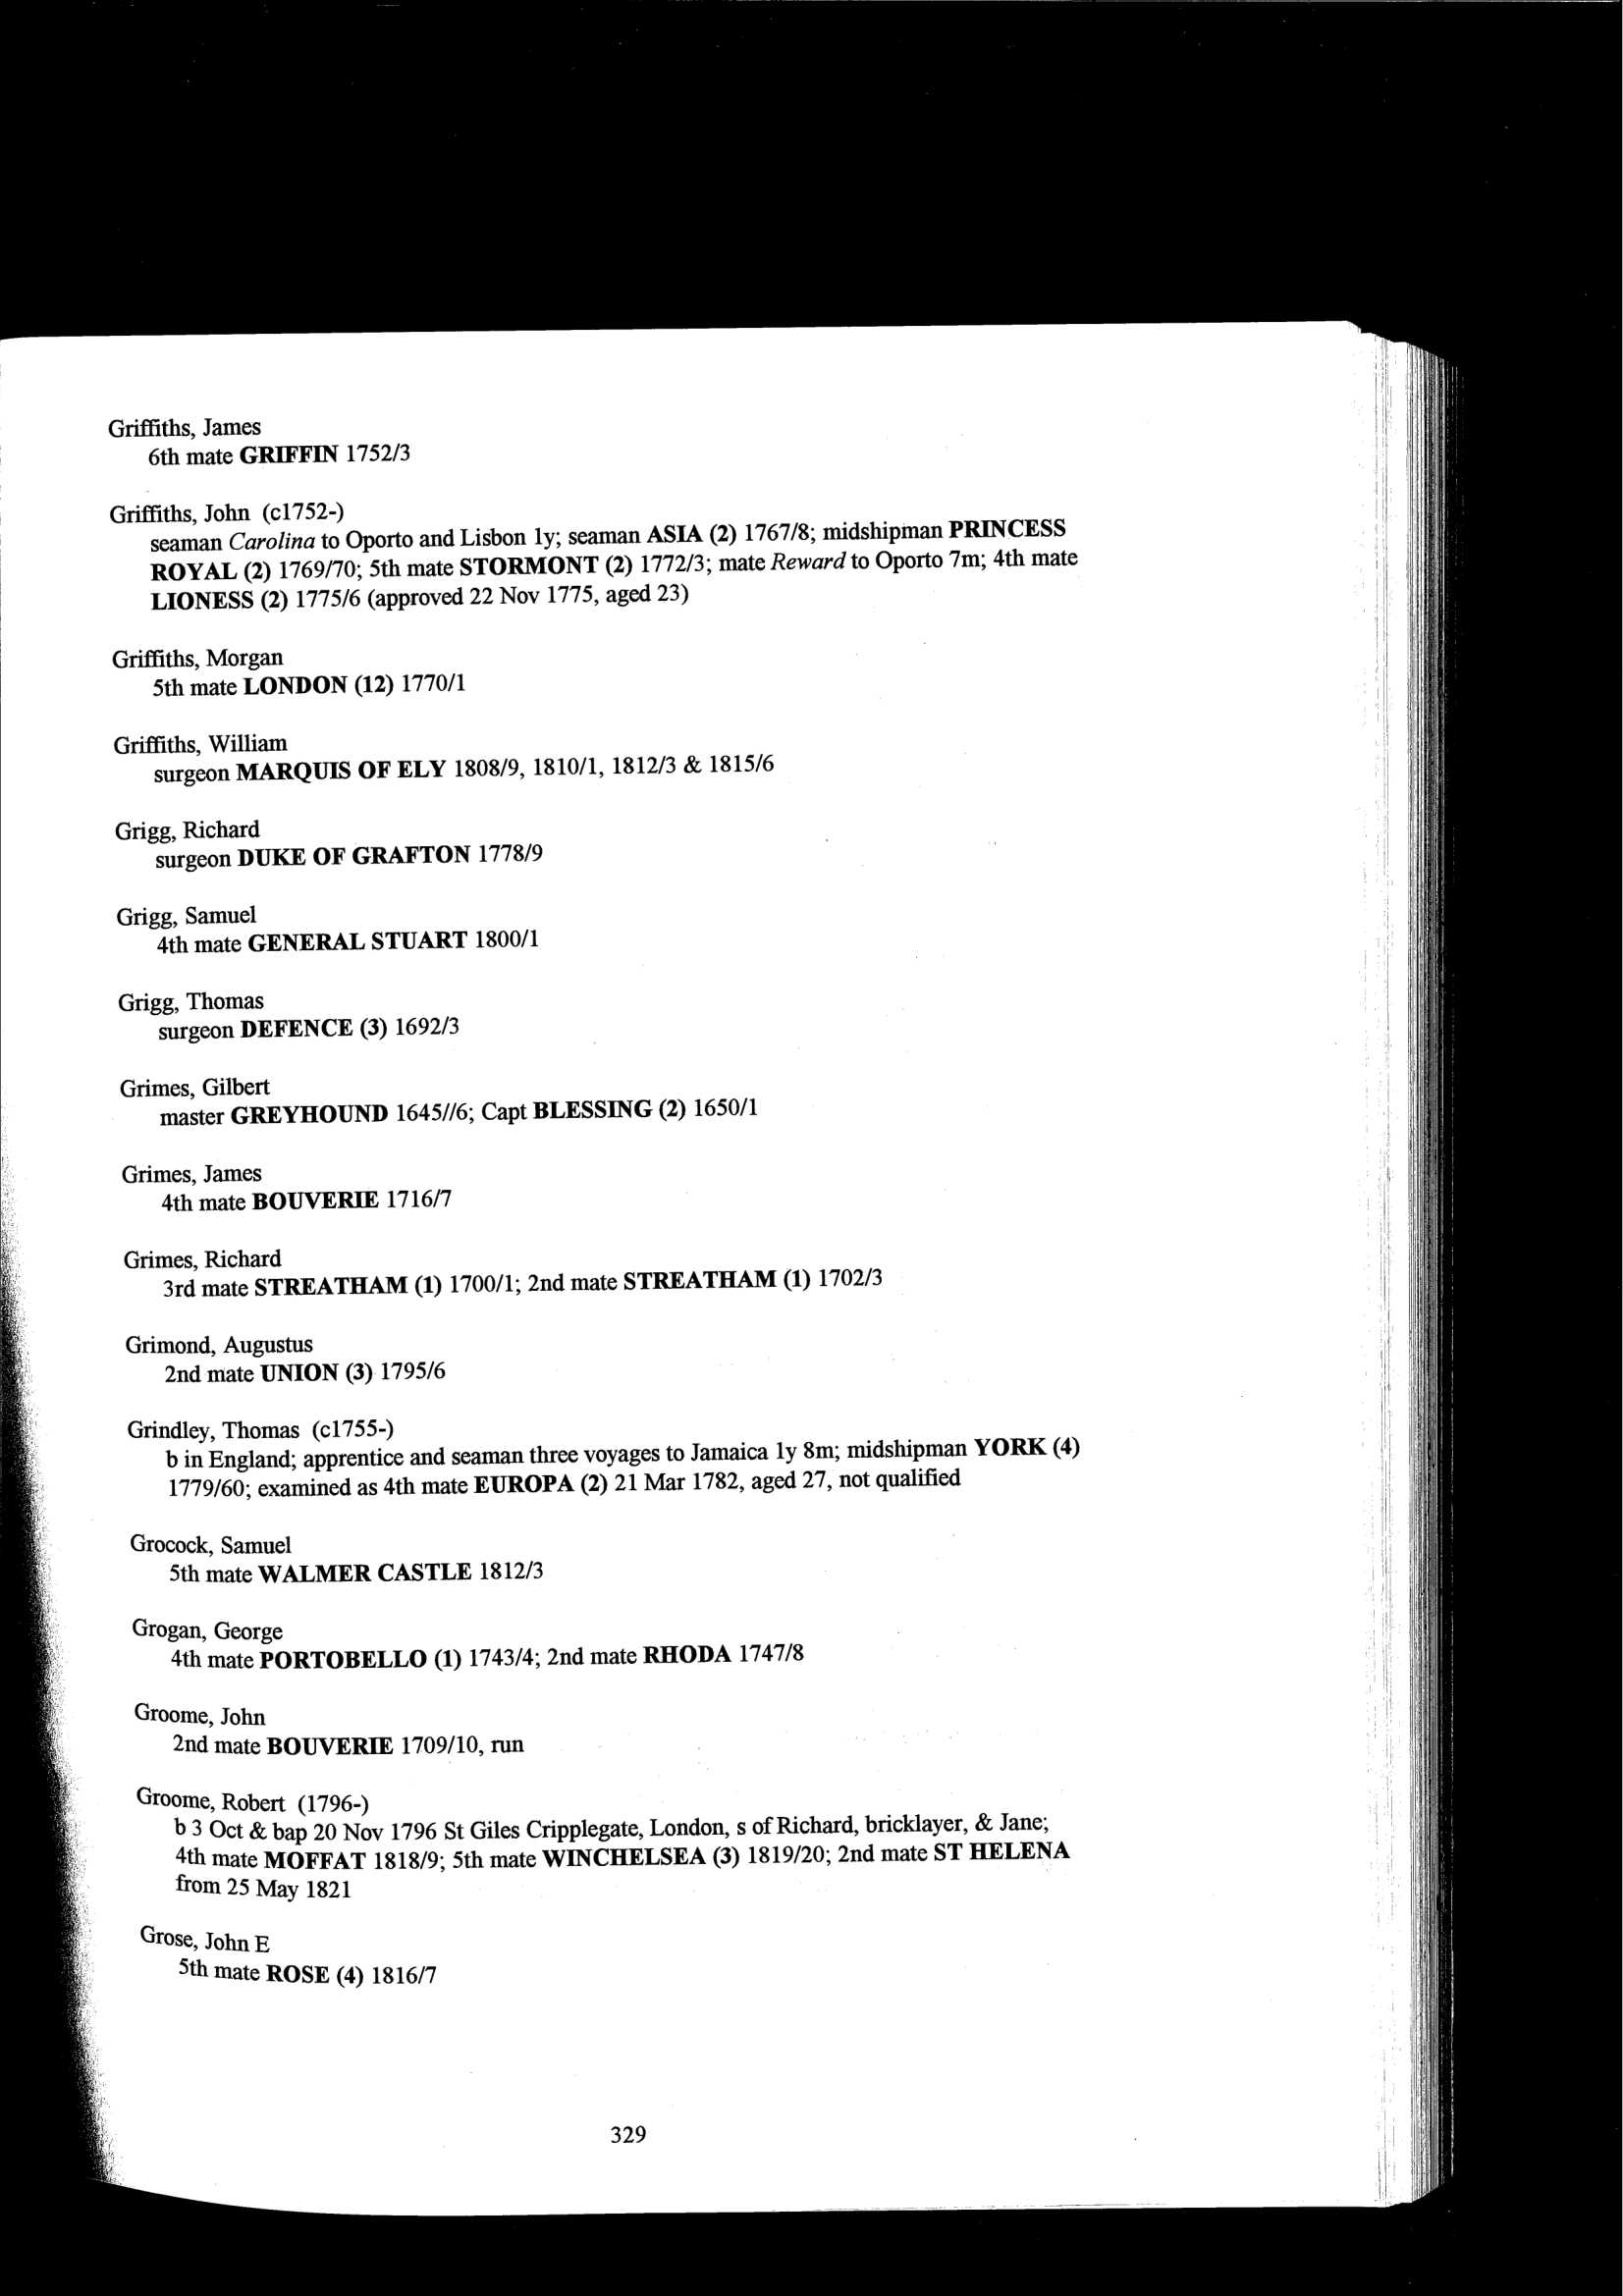 Griffiths, James
6th mate GRIFFIN 1752/3
Griffiths, John (c1752-)
seaman Carolina to Oporto and Lisbon 1y; seaman ASIA (2) 1767/8; midshipman PRINCESS
ROYAL (2) 1769/70; 5th mate STORMONT (2) 1772/3; mate Reward to Oporto 7m; 4th mate
LIONESS (2) 1775/6 (approved 22 Nov 1775, aged 23)
Griffiths, Morgan
5th mate LONDON (12) 1770/1
Griffiths, William
surgeon MARQUIS OF ELY 1808/9, 1810/1, 1812/3 & 1815/6
Grigg, Richard
surgeon DUKE OF GRAFTON 1778/9
Grigg, Samuel
4th mate GENERAL STUART 1800/1
Grigg, Thomas
surgeon DEFENCE (3) 1692/3
Grimes, Gilbert
master GREYHOUND 1645//6; Capt BLESSING (2) 1650/1
Grimes, James
4th mate BOUVERIE 1716/7
Grimes, Richard
3rd mate STREATHAM (1) 1700/1; 2nd mate STREATHAM (1) 1702/3
Grimond, Augustus
2nd mate UNION (3) 1795/6
Grindley, Thomas (c1755-)
b in England; apprentice and seaman three voyages to Jamaica 1y 8m; midshipman YORK (4)
1779/60; examined as 4th mate EUROPA (2) 21 Mar 1782, aged 27, not qualified
Grocock, Samuel
5th mate WALMER CASTLE 1812/3
Grogan, George
4th mate PORTOBELLO (1) 1743/4; 2nd mate RHODA 1747/8
Groome, John
2nd mate BOUVERIE 1709/10, run
Groome, Robert (1796-)
b 3 Oct & bap 20 Nov 1796 St Giles Cripplegate, London, s of Richard, bricklayer, & Jane;
4th mate MOFFAT 1818/9; 5th mate WINCHELSEA (3) 1819/20; 2nd mate ST HELENA
from 25 May 1821
Grose, John E
5th mate ROSE (4) 1816/7
329